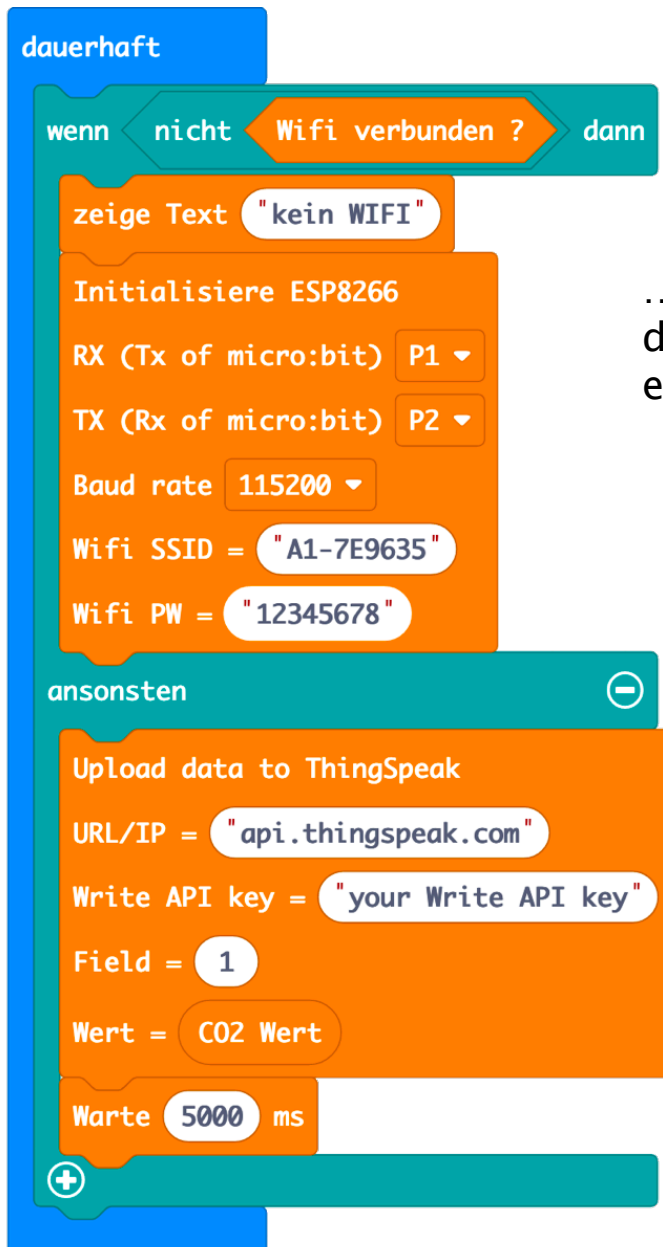 dauerhaft
wenn nicht Wifi verbunden ? dann
zeige Text "kein WIFI"
Initialisiere ESP8266
RX (Tx of micro:bit) P1
TX (Rx of micro:bit) P2
Baud rate 115200
Wifi SSID = "A1-7E9635"
Wifi PW = "12345678"
ansonsten
Upload data to ThingSpeak
URL/IP = "api.thingspeak.com"
Write API key = "your Write API key"
Field = 1
Wert = CO2 Wert
Warte 5000 ms